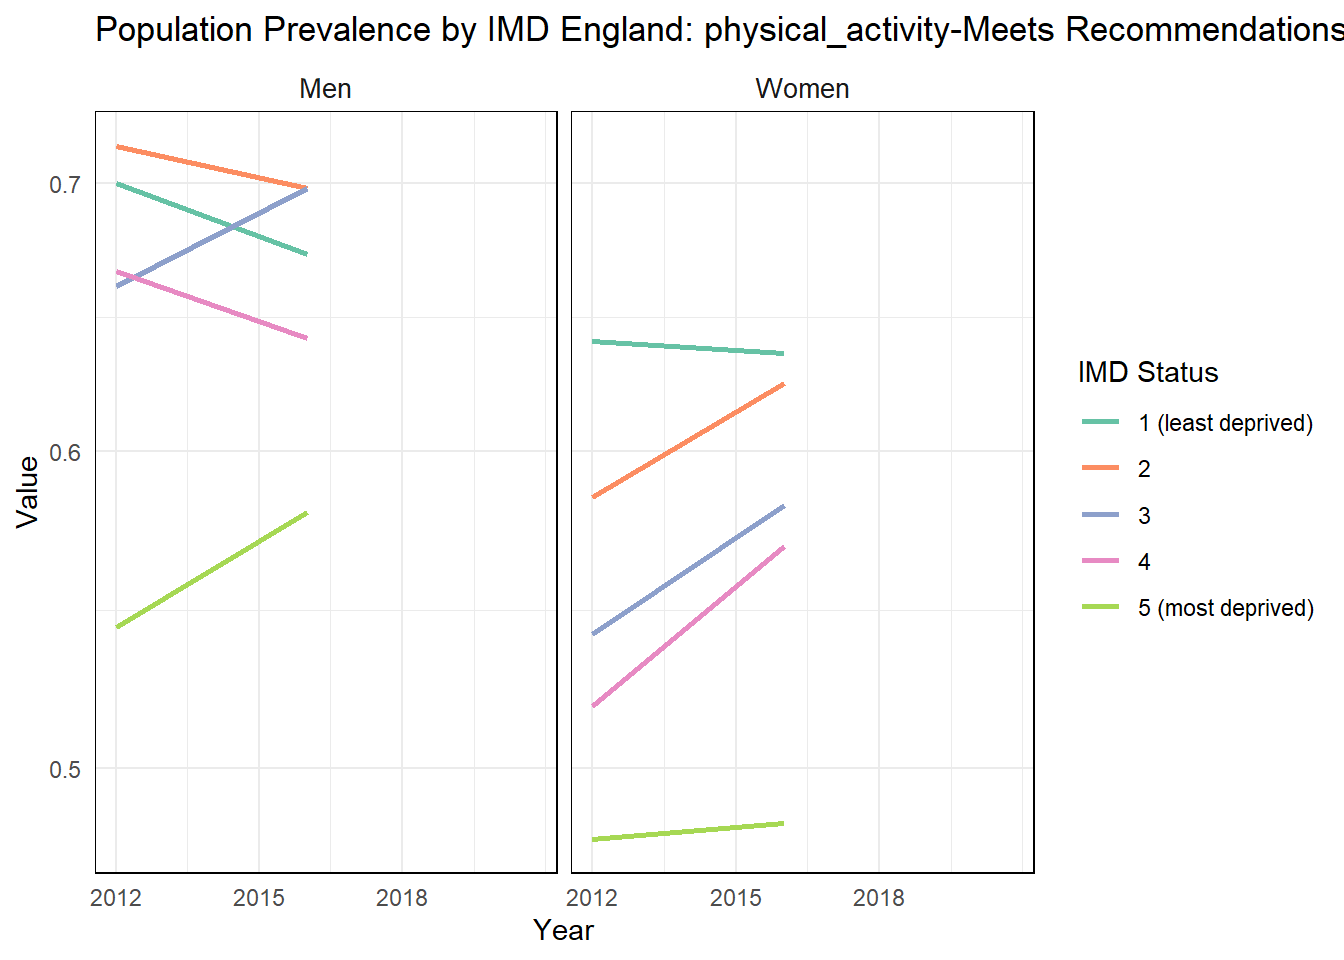 Population Prevalence by IMD England: physical_activity-Meets Recommendations
Men
Women
0.7
0.6
0.5
Value
2012
2015
2018
2012
2015
2018
Year
IMD Status
1 (least deprived)
2
3
4
5 (most deprived)